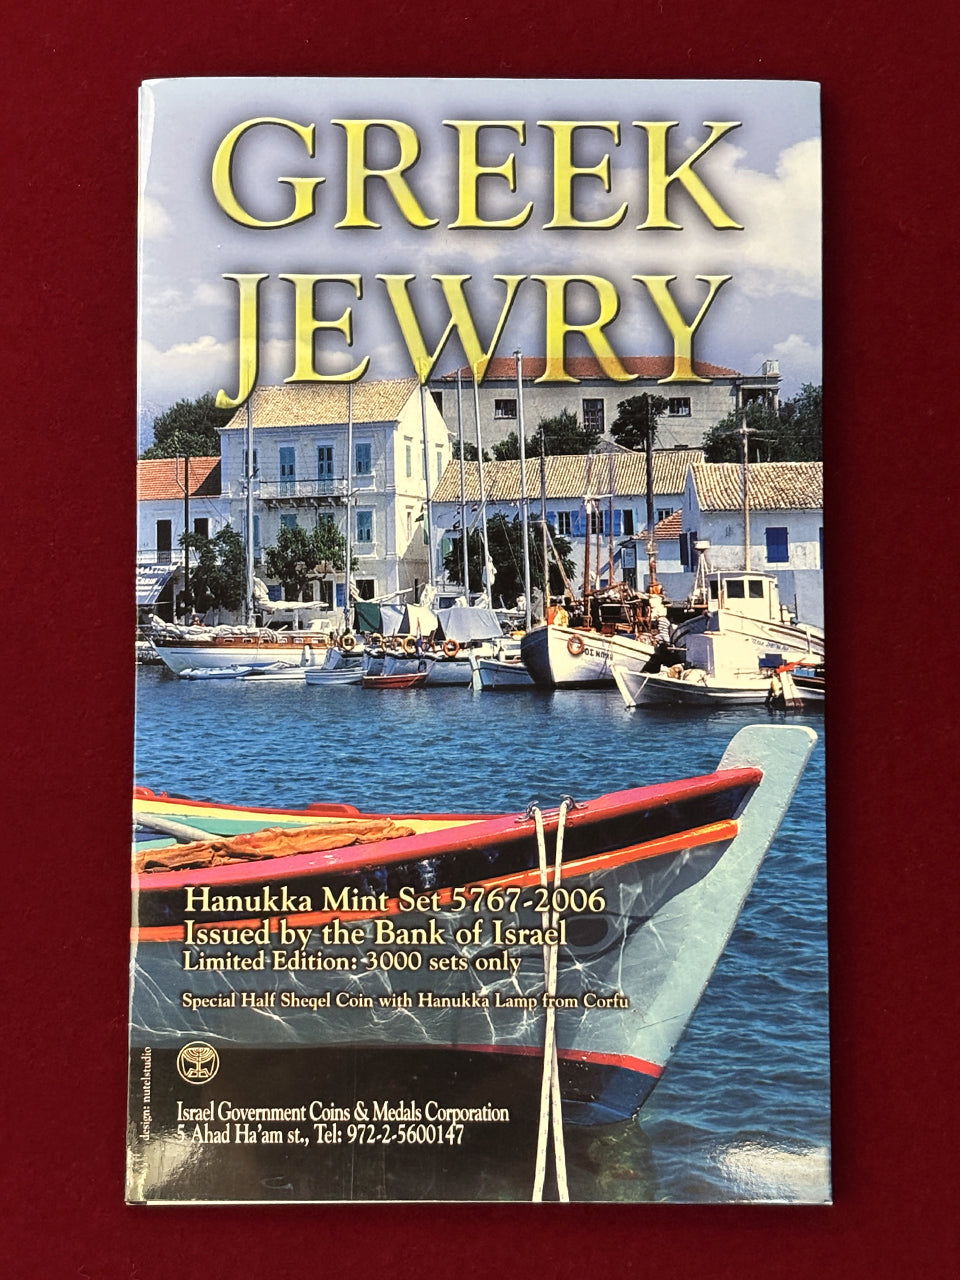 GREEK
JEWRY
Hanukka Mint Set 5767-2006
Issued by the Bank of Israel
Limited Edition: 3000 sets only
Special Half Sheqel Coin with Hanukka Lamp from Corfu
design: nutelstudio
Israel Government Coins & Medals Corporation
5 Ahad Ha'am st., Tel: 972-2-5600147